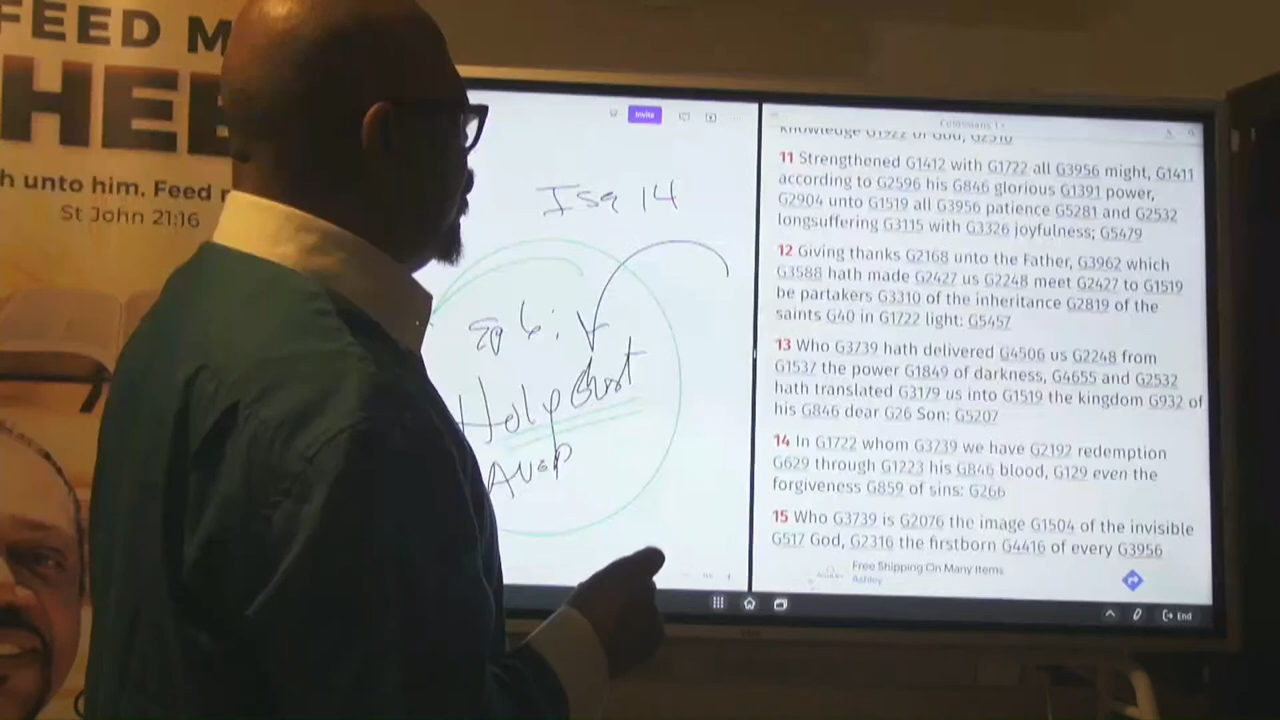 FEED M
HEE
h unto him. Feed
St John 21:16
Invite
Isa 14
Holy Ghost
Colossians 1
knowledge G1922 of God, G2316
11 Strengthened G1412 with G1722 all G3956 might, G1411
according to G2596 his G846 glorious G1391 power,
G2904 unto G1519 all G3956 patience G5281 and G2532
longsuffering G3115 with G3326 joyfulness; G5479
12 Giving thanks G2168 unto the Father, G3962 which
G3588 hath made G2427 us G2248 meet G2427 to G1519
be partakers G3310 of the inheritance G2819 of the
saints G40 in G1722 light: G5457
13 Who G3739 hath delivered G4506 us G2248 from
G1537 the power G1849 of darkness, G4655 and G2532
hath translated G3179 us into G1519 the kingdom G932 of
his G846 dear G26 Son: G5207
14 In G1722 whom G3739 we have G2192 redemption
G629 through G1223 his G846 blood, G129 even the
forgiveness G859 of sins: G266
15 Who G3739 is G2076 the image G1504 of the invisible
G517 God, G2316 the firstborn G4416 of every G3956
Free Shipping On Many Items
Ashley
End